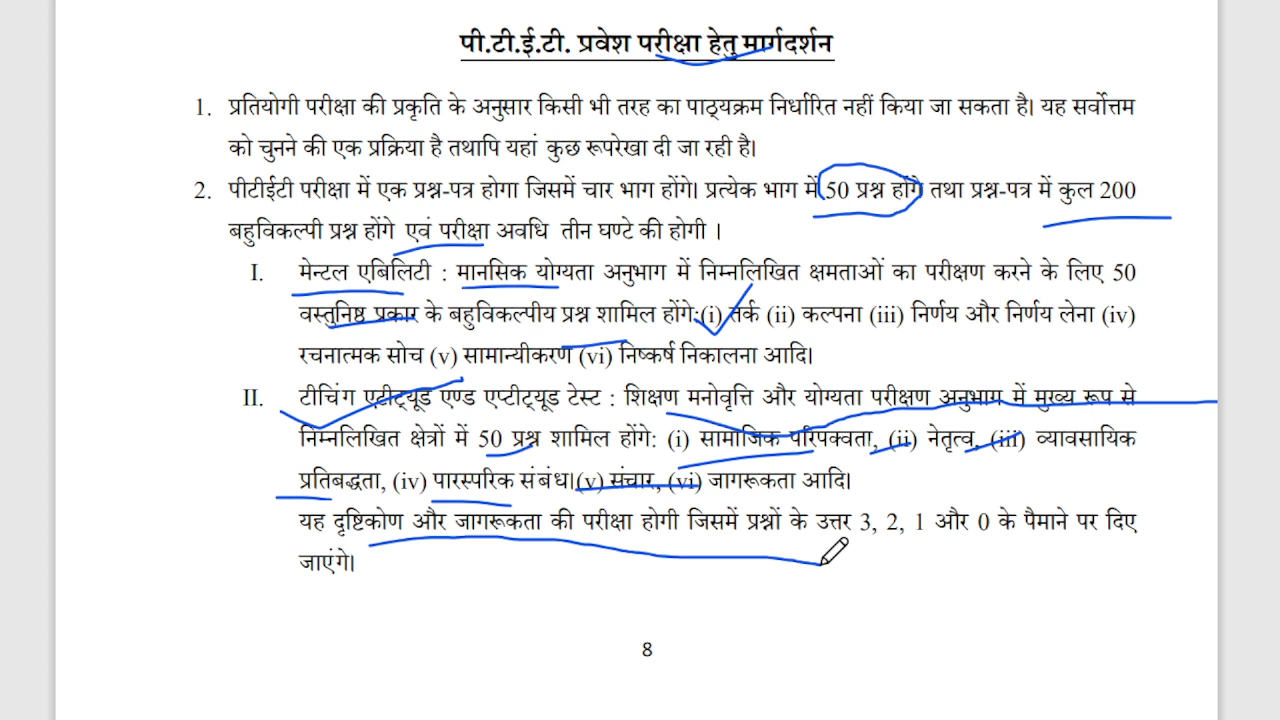 पी.टी.ई.टी. प्रवेश परीक्षा हेतु मार्गदर्शन
1. प्रतियोगी परीक्षा की प्रकृति के अनुसार किसी भी तरह का पाठ्यक्रम निर्धारित नहीं किया जा सकता है। यह सर्वोत्तम
को चुनने की एक प्रक्रिया है तथापि यहां कुछ रूपरेखा दी जा रही है।
2. पीटीईटी परीक्षा में एक प्रश्न-पत्र होगा जिसमें चार भाग होंगे। प्रत्येक भाग में 50 प्रश्न होंगे तथा प्रश्न-पत्र में कुल 200
बहुविकल्पी प्रश्न होंगे एवं परीक्षा अवधि तीन घण्टे की होगी ।
I. मेन्टल एबिलिटी : मानसिक योग्यता अनुभाग में निम्नलिखित क्षमताओं का परीक्षण करने के लिए 50
वस्तुनिष्ठ प्रकार के बहुविकल्पीय प्रश्न शामिल होंगे:(i) तर्क (ii) कल्पना (iii) निर्णय और निर्णय लेना (iv)
रचनात्मक सोच (v) सामान्यीकरण (vi) निष्कर्ष निकालना आदि।
II. टीचिंग एटीट्यूड एण्ड एप्टीट्यूड टेस्ट : शिक्षण मनोवृत्ति और योग्यता परीक्षण अनुभाग में मुख्य रूप से
निम्नलिखित क्षेत्रों में 50 प्रश्न शामिल होंगे: (i) सामाजिक परिपक्वता, (ii) नेतृत्व, (iii) व्यावसायिक
प्रतिबद्धता, (iv) पारस्परिक संबंध।(v) संचार, (vi) जागरूकता आदि।
यह दृष्टिकोण और जागरूकता की परीक्षा होगी जिसमें प्रश्नों के उत्तर 3, 2, 1 और 0 के पैमाने पर दिए
जाएंगे।
8